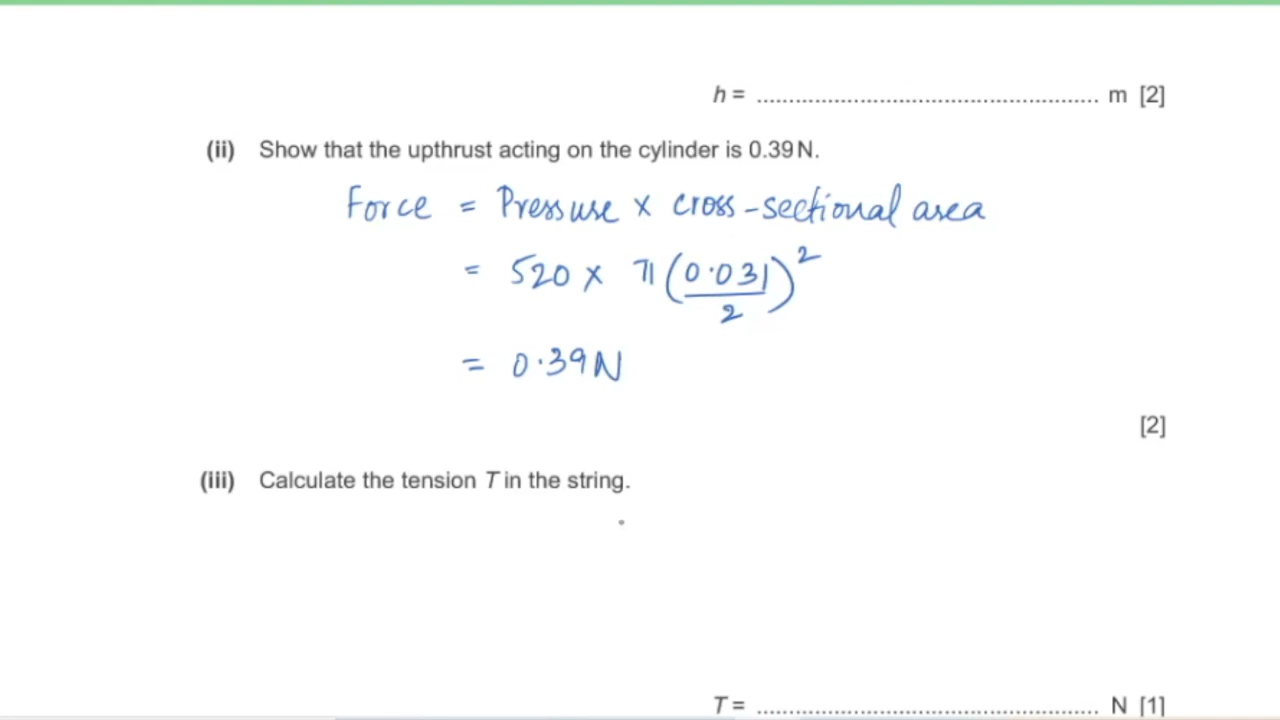 h = .................................................... m [2]
(ii) Show that the upthrust acting on the cylinder is 0.39 N.
Force = Pressure × cross-sectional area
= 520 × π(0.031/2)²
= 0.39 N
[2]
(iii) Calculate the tension T in the string.
T = .................................................... N [1]